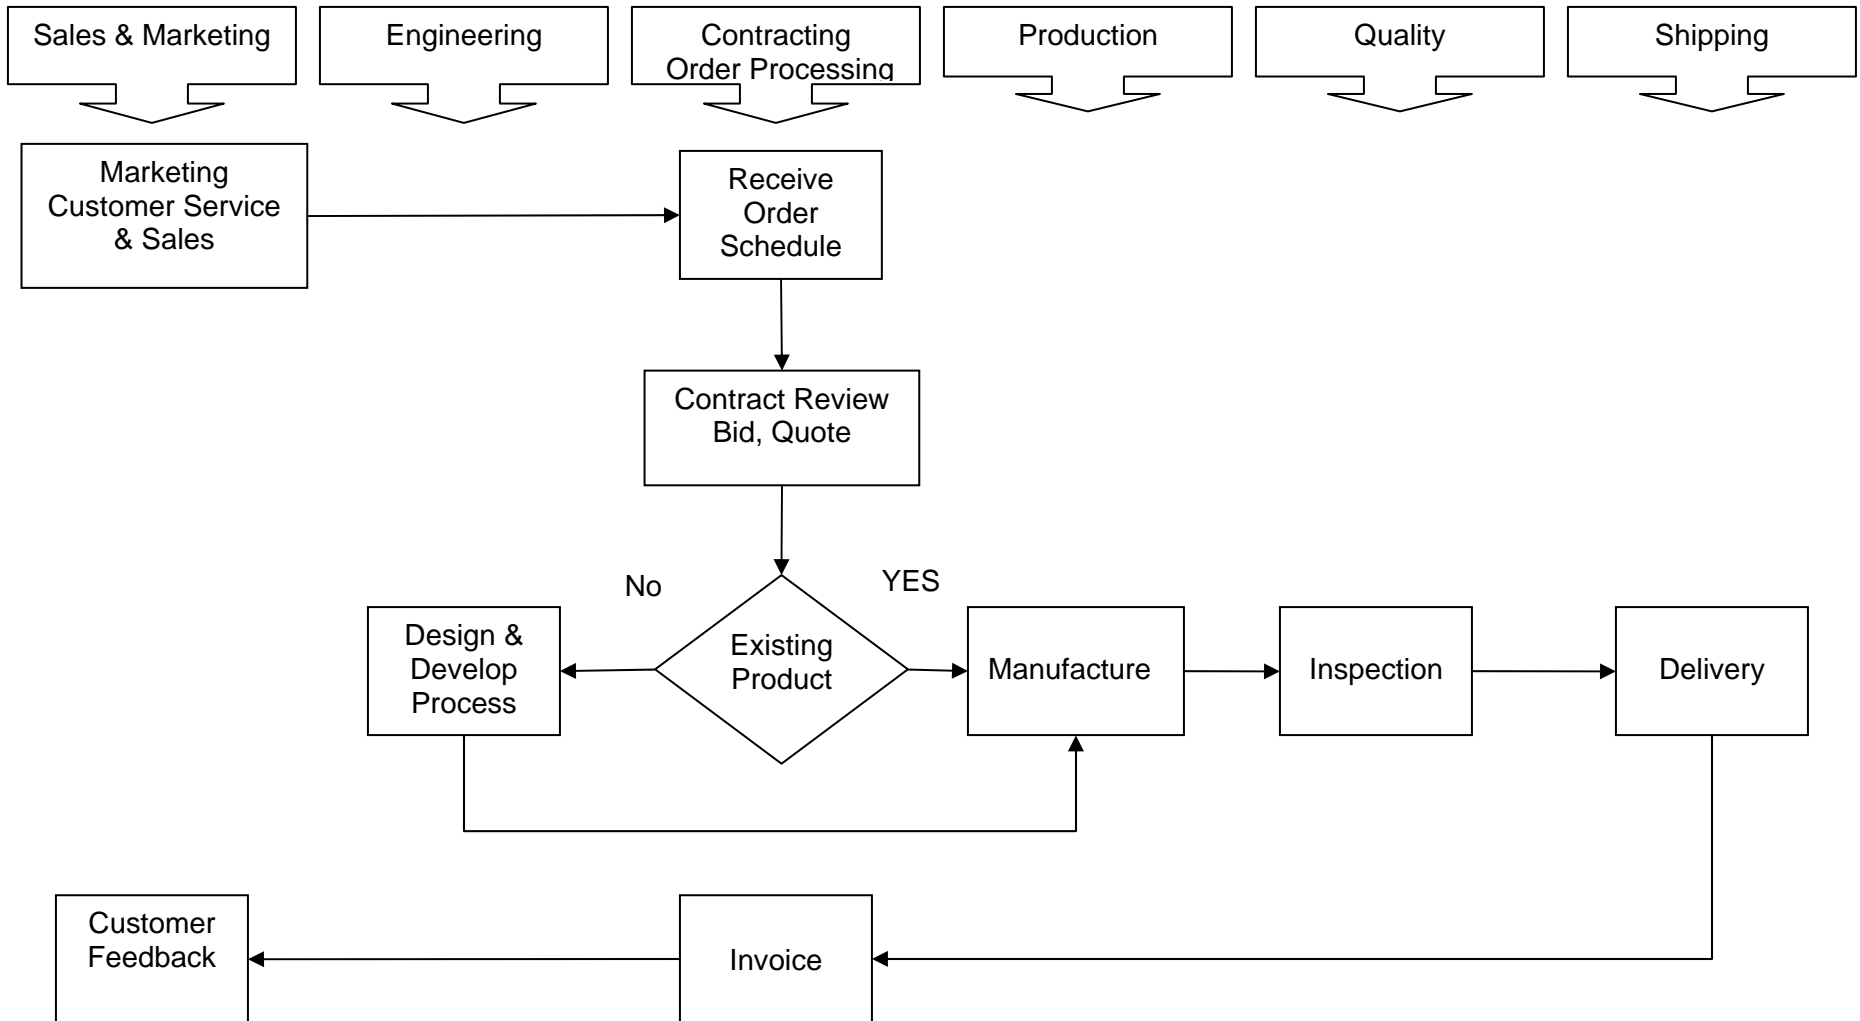 Sales & Marketing
Engineering
Contracting
Order Processing
Production
Quality
Shipping
Marketing
Customer Service
& Sales
Receive
Order
Schedule
Contract Review
Bid, Quote
No
YES
Design &
Develop
Process
Existing
Product
Manufacture
Inspection
Delivery
Customer
Feedback
Invoice